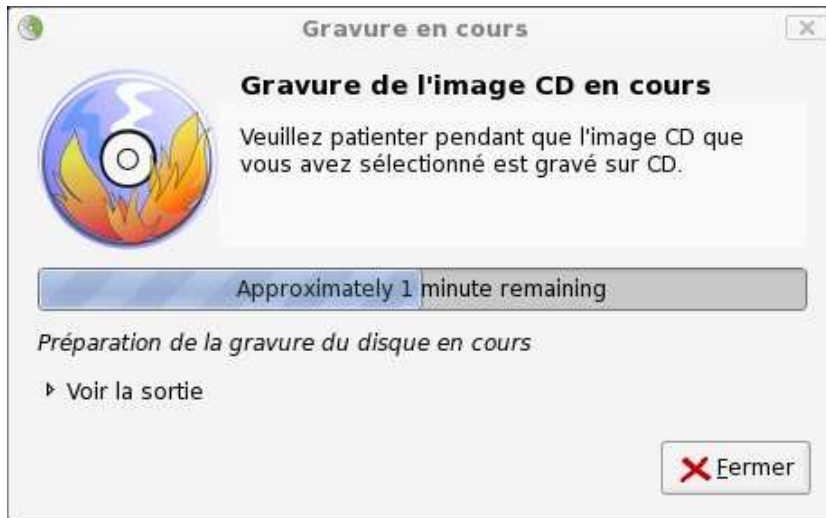 Gravure en cours
Gravure de l'image CD en cours
Veuillez patienter pendant que l'image CD que
vous avez sélectionné est gravé sur CD.
Approximately 1 minute remaining
Préparation de la gravure du disque en cours
Voir la sortie
Fermer